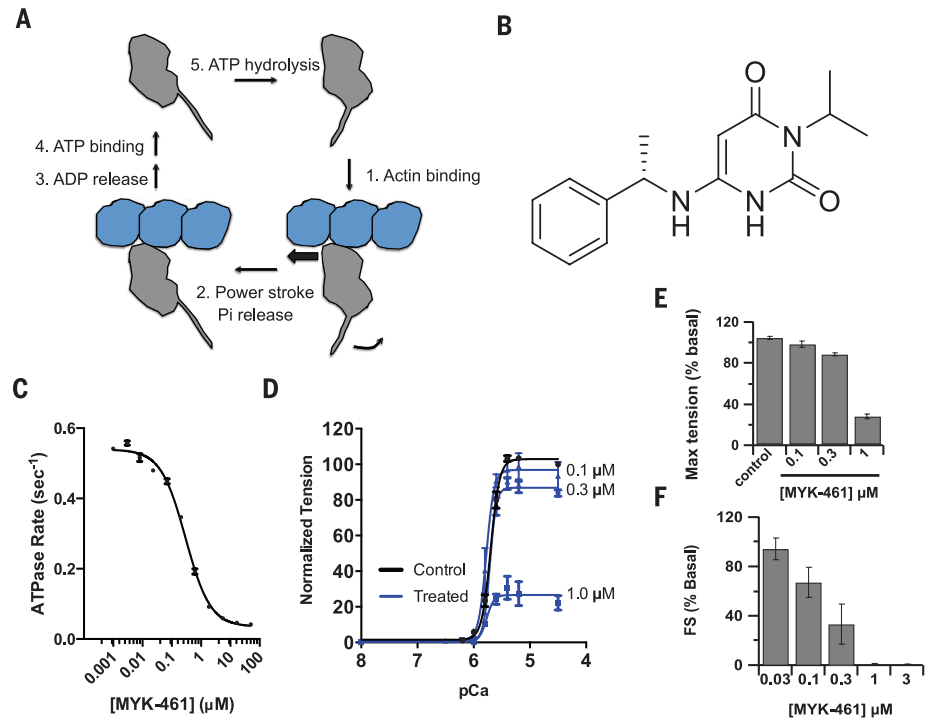 A
5. ATP hydrolysis
4. ATP binding
3. ADP release
1. Actin binding
2. Power stroke
Pi release
B
O
N
N
H
N
H
O
C
ATPase Rate (sec-1)
0.6
0.4
0.2
0.0
0.001
0.01
0.1
1
10
100
[MYK-461] (µM)
D
Normalized Tension
120
100
80
60
40
20
0
8
6
4
pCa
Control
Treated
0.1 µM
0.3 µM
1.0 µM
E
Max tension (% basal)
120
80
40
0
control
0.1
0.3
1
[MYK-461] µM
F
FS (% Basal)
120
80
40
0
0.03
0.1
0.3
1
3
[MYK-461] µM